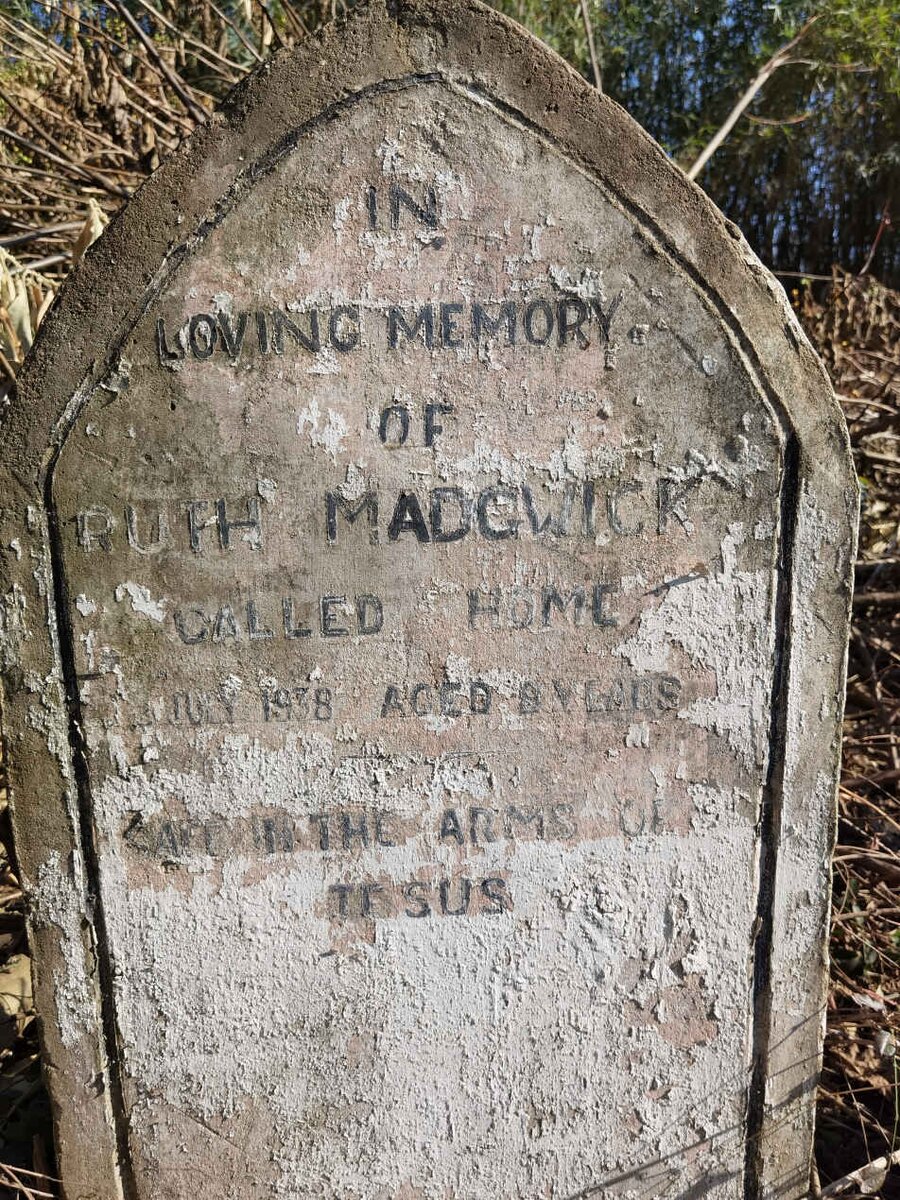 IN
LOVING MEMORY
OF
RUTH MADGWICK
CALLED HOME
JULY 1938 AGED 8 YEARS
SAFE IN THE ARMS OF
JESUS